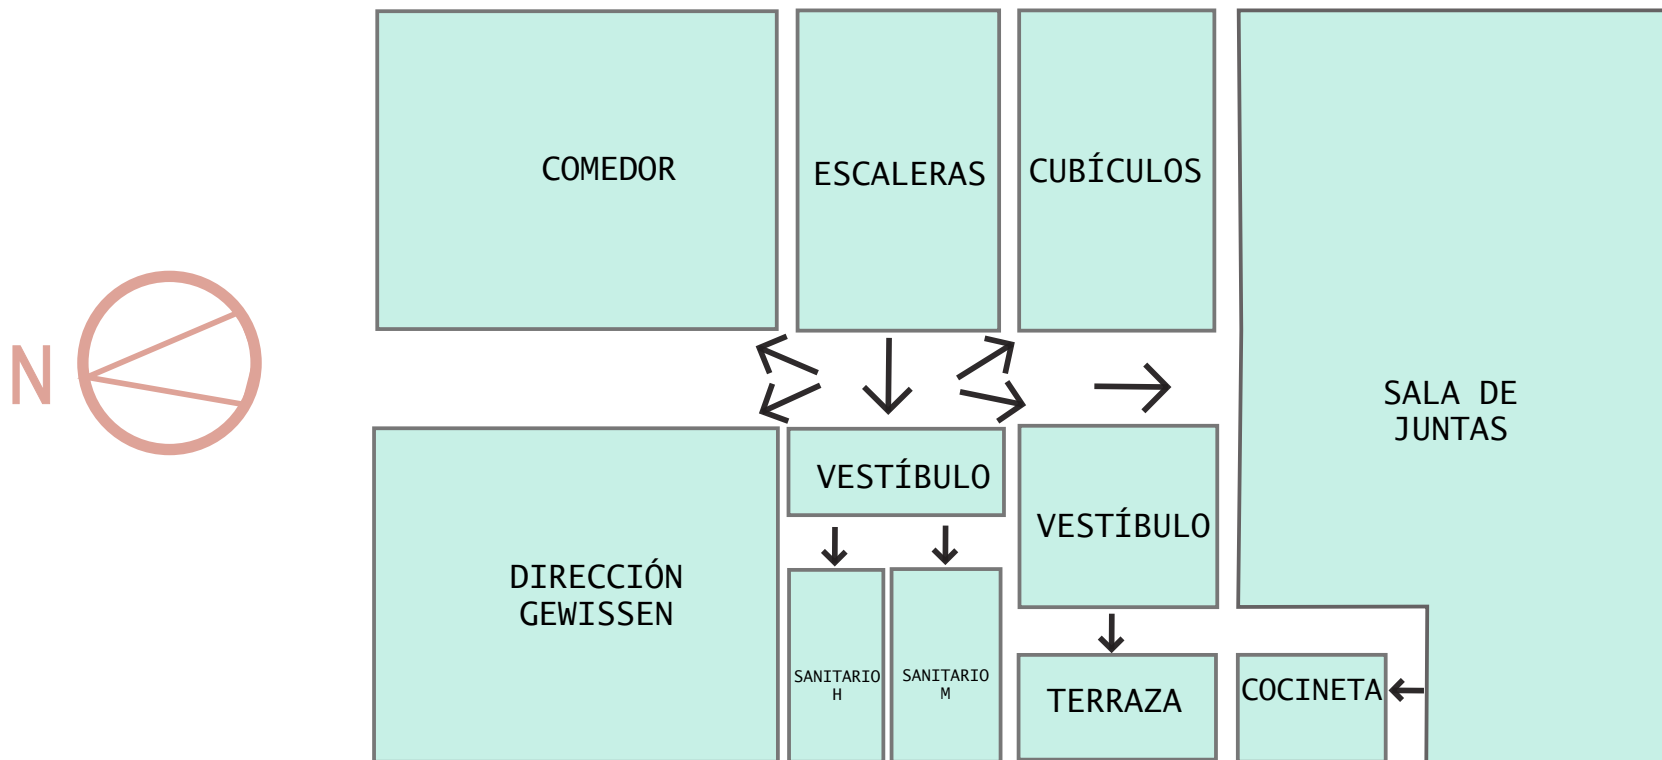 COMEDOR
ESCALERAS
CUBÍCULOS
N
SALA DE
JUNTAS
VESTÍBULO
VESTÍBULO
DIRECCIÓN
GEWISSEN
SANITARIO
H
SANITARIO
M
TERRAZA
COCINETA